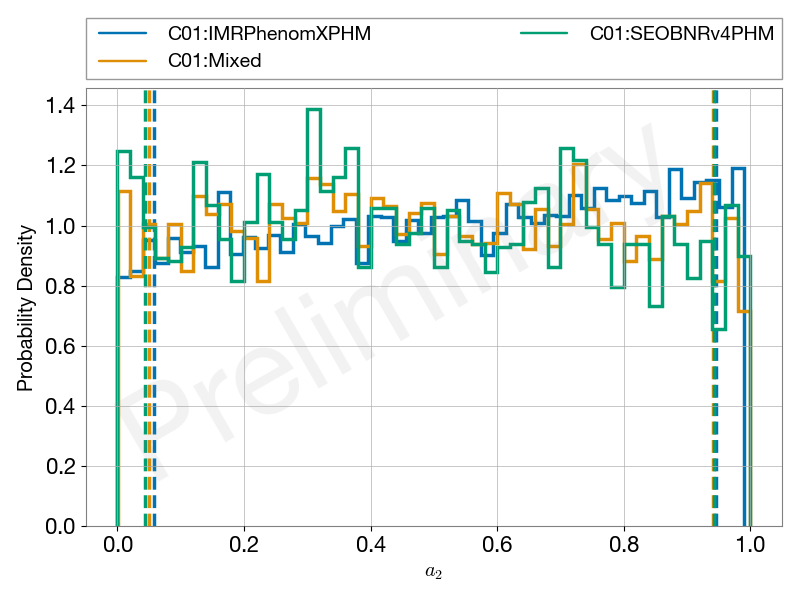 C01:IMRPhenomXPHM
C01:Mixed
C01:SEOBNRv4PHM
1.4
1.2
1.0
0.8
0.6
0.4
0.2
0.0
Probability Density
Preliminary
0.0 0.2 0.4 0.6 0.8 1.0
a₂